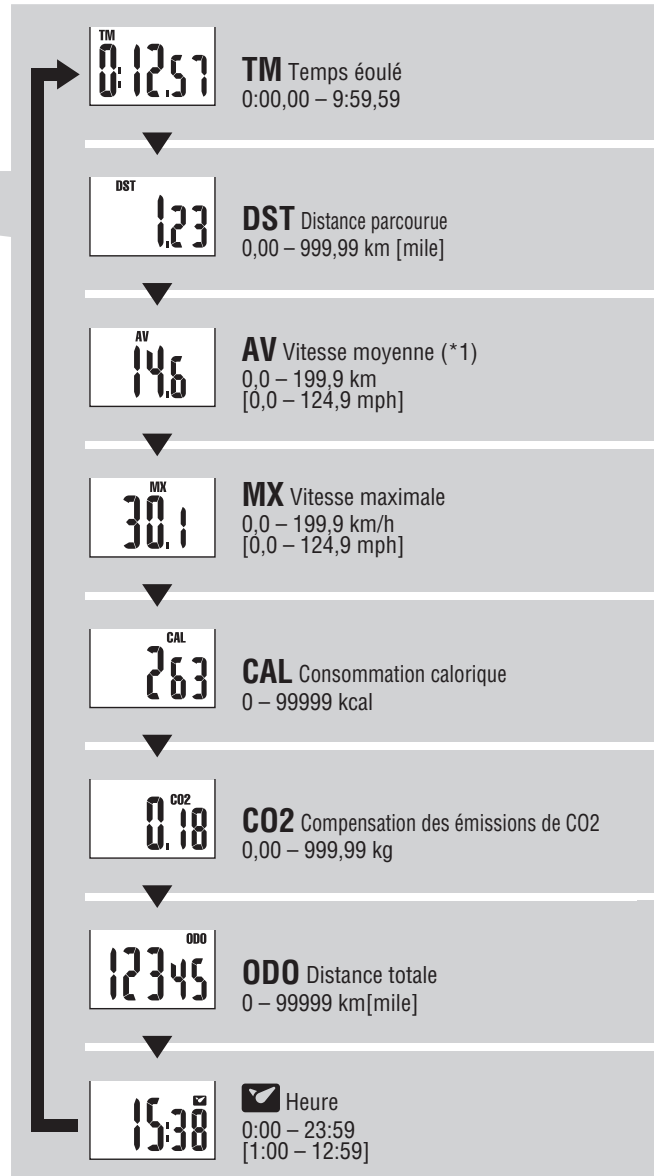 TM
0:12.57
TM Temps éoulé
0:00,00 – 9:59,59
DST
1.23
DST Distance parcourue
0,00 – 999,99 km [mile]
AV
14.6
AV Vitesse moyenne (*1)
0,0 – 199,9 km
[0,0 – 124,9 mph]
MX
30.1
MX Vitesse maximale
0,0 – 199,9 km/h
[0,0 – 124,9 mph]
CAL
263
CAL Consommation calorique
0 – 99999 kcal
CO2
0.18
CO2 Compensation des émissions de CO2
0,00 – 999,99 kg
ODO
12345
ODO Distance totale
0 – 99999 km[mile]
15:38
Heure
0:00 – 23:59
[1:00 – 12:59]